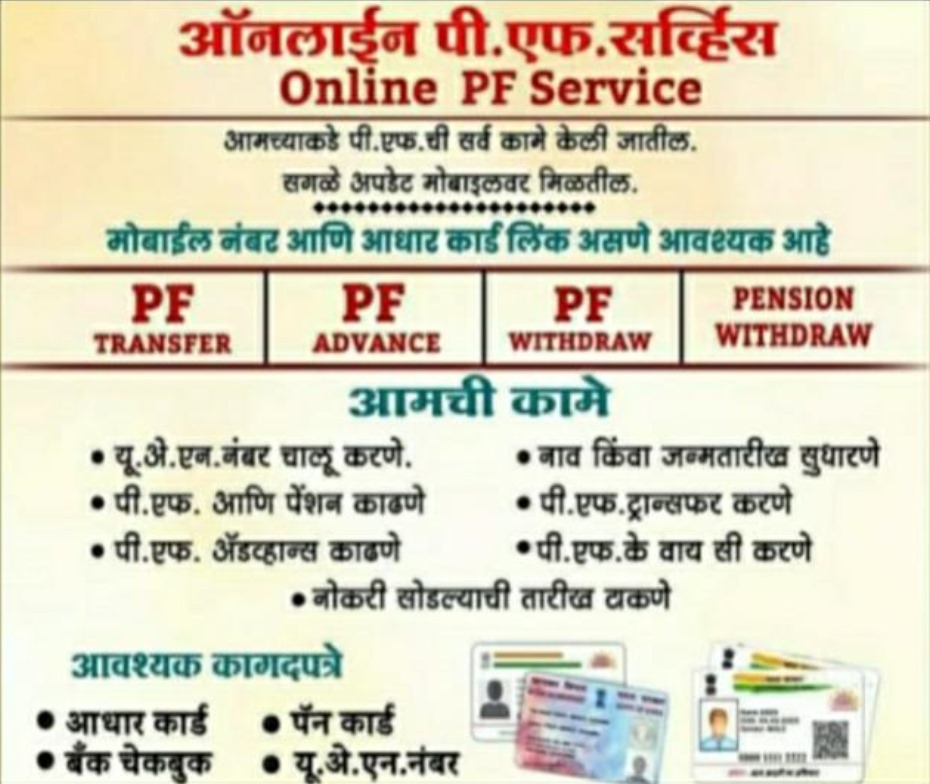 ऑनलाईन पी.एफ.सर्व्हिस
Online PF Service
आमच्याकडे पी.एफ.ची सर्व कामे केली जातील.
सगळे अपडेट मोबाइलवर मिळतील.
मोबाईल नंबर आणि आधार कार्ड लिंक असणे आवश्यक आहे
PF TRANSFER
PF ADVANCE
PF WITHDRAW
PENSION WITHDRAW
आमची कामे
• यू.ओ.एन.नंबर चालू करणे.
• नाव किंवा जन्मतारीख सुधारणे
• पी.एफ. आणि पेंशन काढणे
• पी.एफ.ट्रान्सफर करणे
• पी.एफ. ॲडव्हान्स काढणे
• पी.एफ.के वाय सी करणे
• नोकरी सोडल्याची तारीख टाकणे
आवश्यक कागदपत्रे
• आधार कार्ड
• पॅन कार्ड
• बँक चेकबुक
• यू.ओ.एन.नंबर